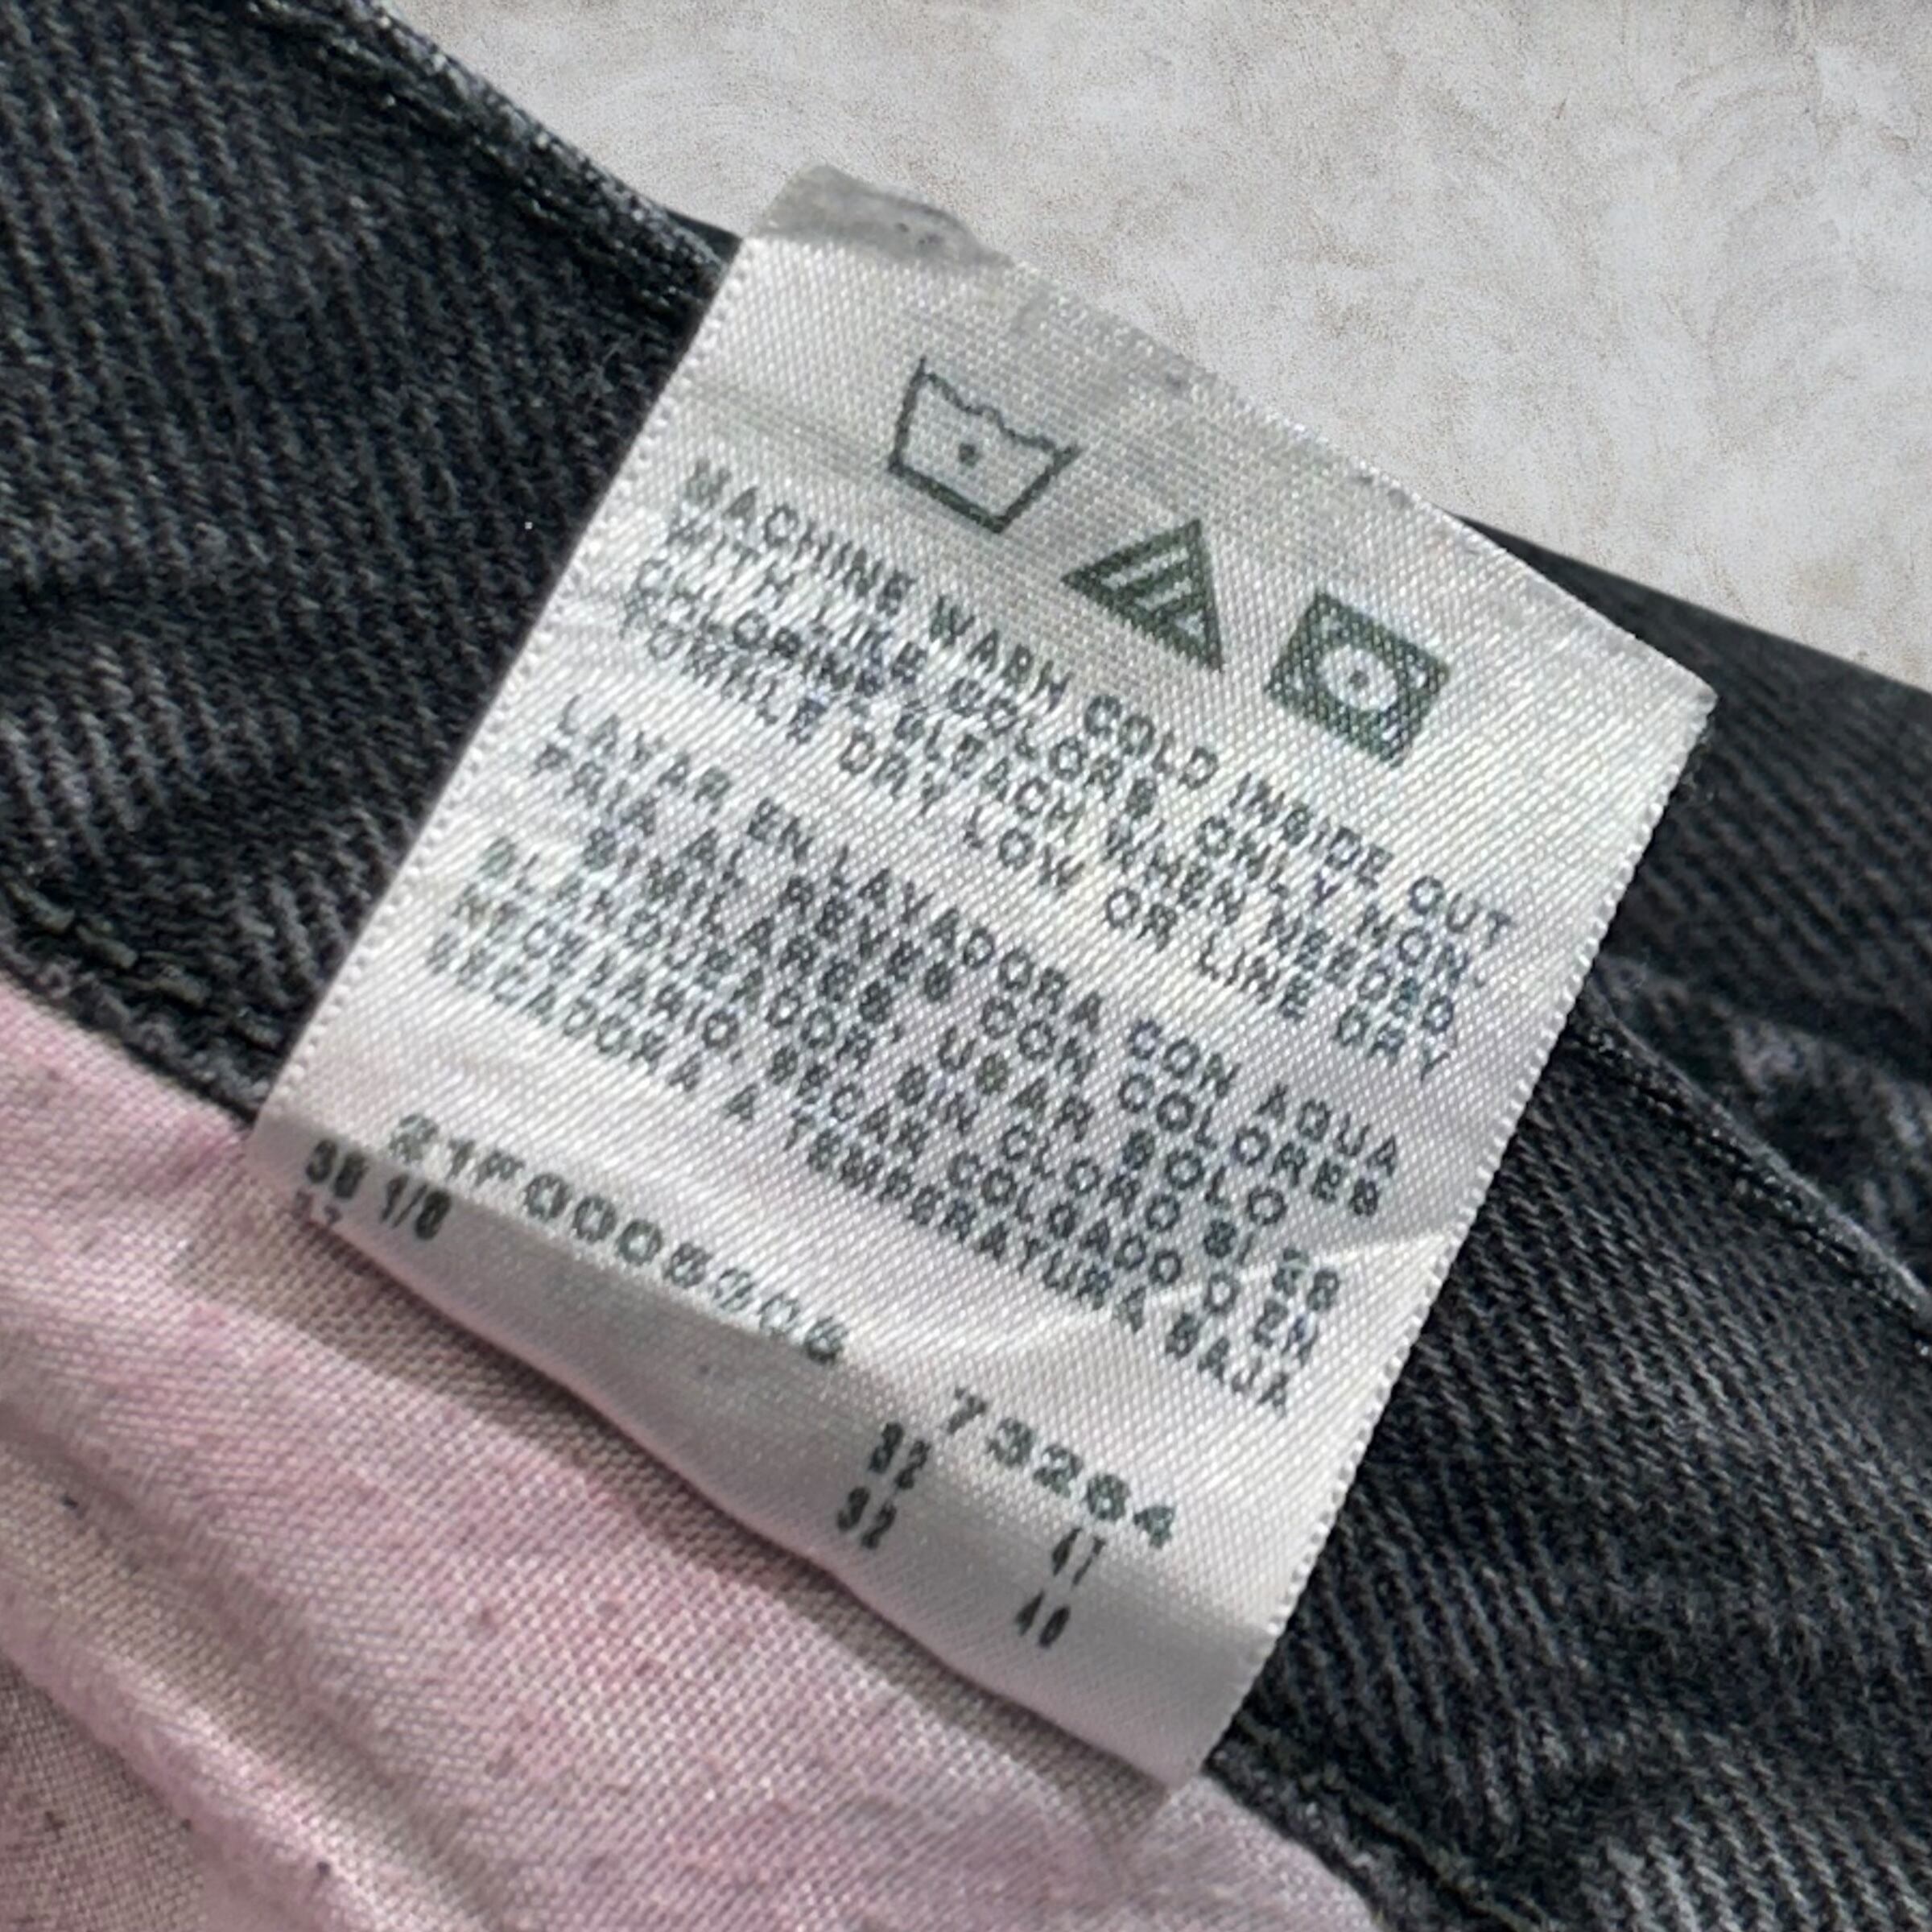 MACHINE WASH COLD INSIDE OUT
WITH LIKE COLORS. ONLY NON-
CHLORINE BLEACH WHEN NEEDED.
TUMBLE DRY LOW OR LINE DRY
LAVAR EN LAVADORA CON AGUA
FRIA AL REVES CON COLORES
SIMILARES. USAR SOLO
BLANQUEADOR SIN CLORO SI ES
NECESARIO. SECAR COLGADO O EN
SECADORA A TEMPERATURA BAJA
73264
32 47
32 40